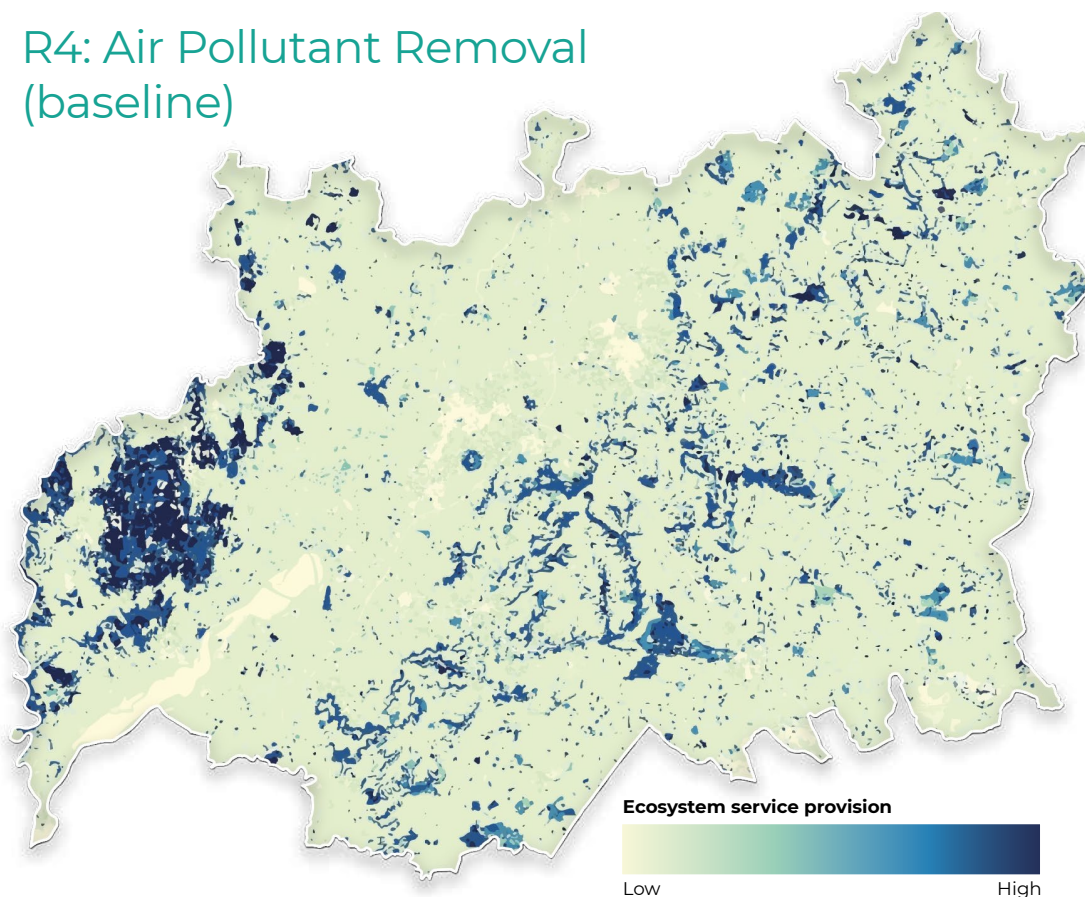 R4: Air Pollutant Removal
(baseline)
Ecosystem service provision
Low High